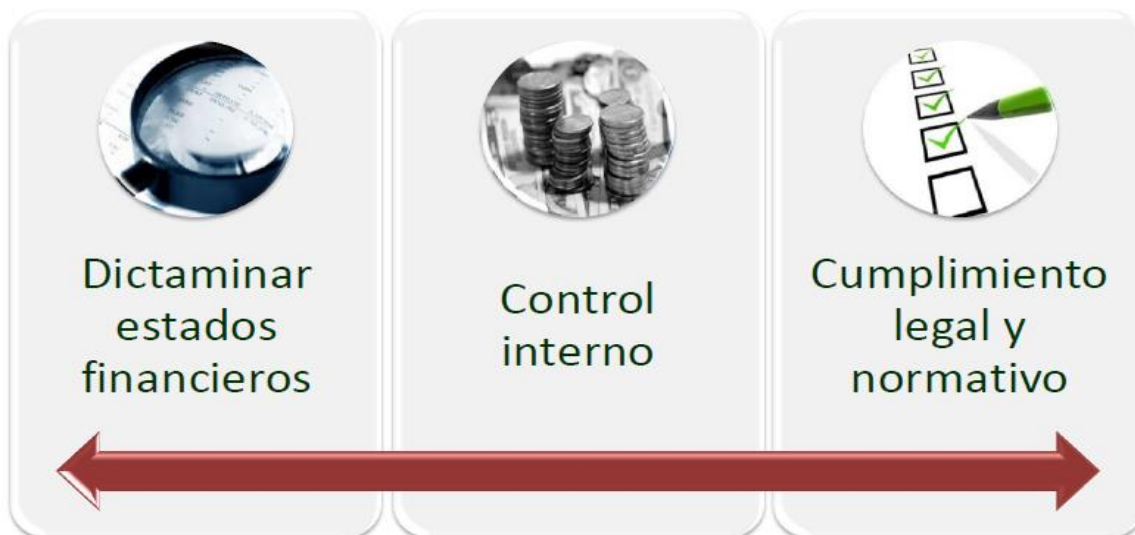 Dictaminar
estados
financieros
Control
interno
Cumplimiento
legal y
normativo